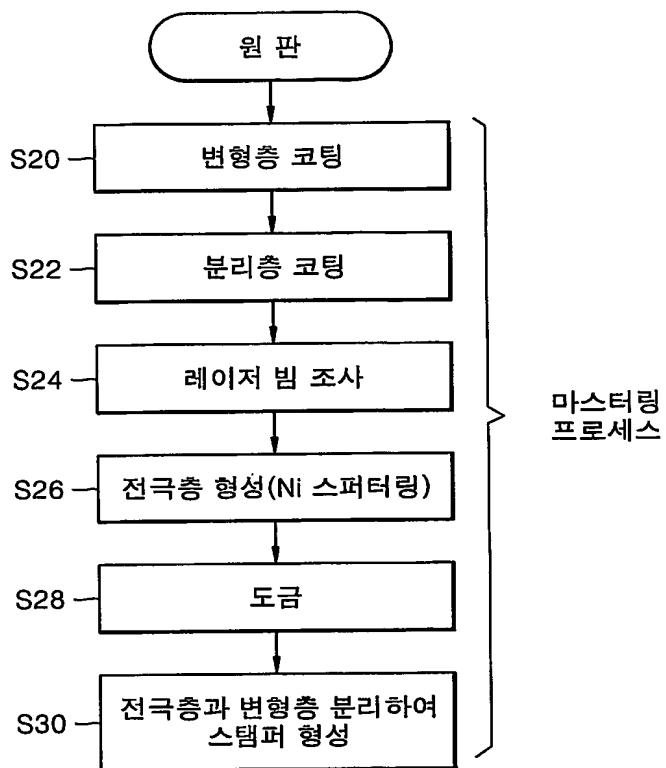 원 판
S20
변형층 코팅
S22
분리층 코팅
S24
레이저 빔 조사
S26
전극층 형성(Ni 스퍼터링)
S28
도금
S30
전극층과 변형층 분리하여
스탬퍼 형성
마스터링
프로세스